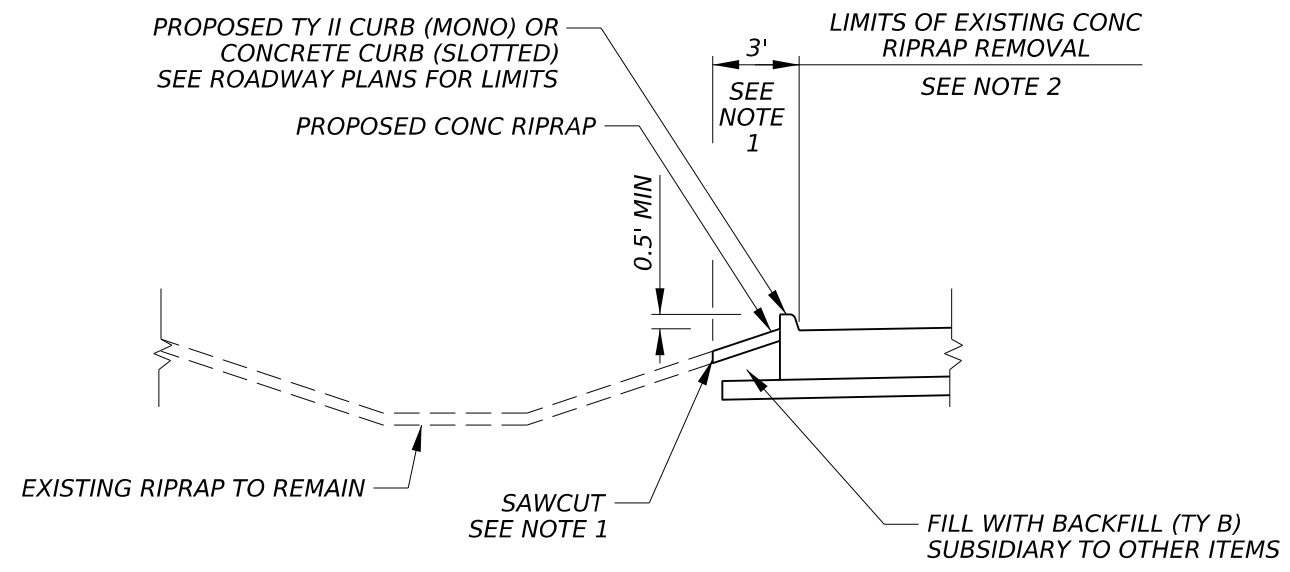 PROPOSED TY II CURB (MONO) OR
CONCRETE CURB (SLOTTED)
SEE ROADWAY PLANS FOR LIMITS
PROPOSED CONC RIPRAP
3'
SEE
NOTE
1
LIMITS OF EXISTING CONC
RIPRAP REMOVAL
SEE NOTE 2
0.5' MIN
EXISTING RIPRAP TO REMAIN
SAWCUT
SEE NOTE 1
FILL WITH BACKFILL (TY B)
SUBSIDIARY TO OTHER ITEMS